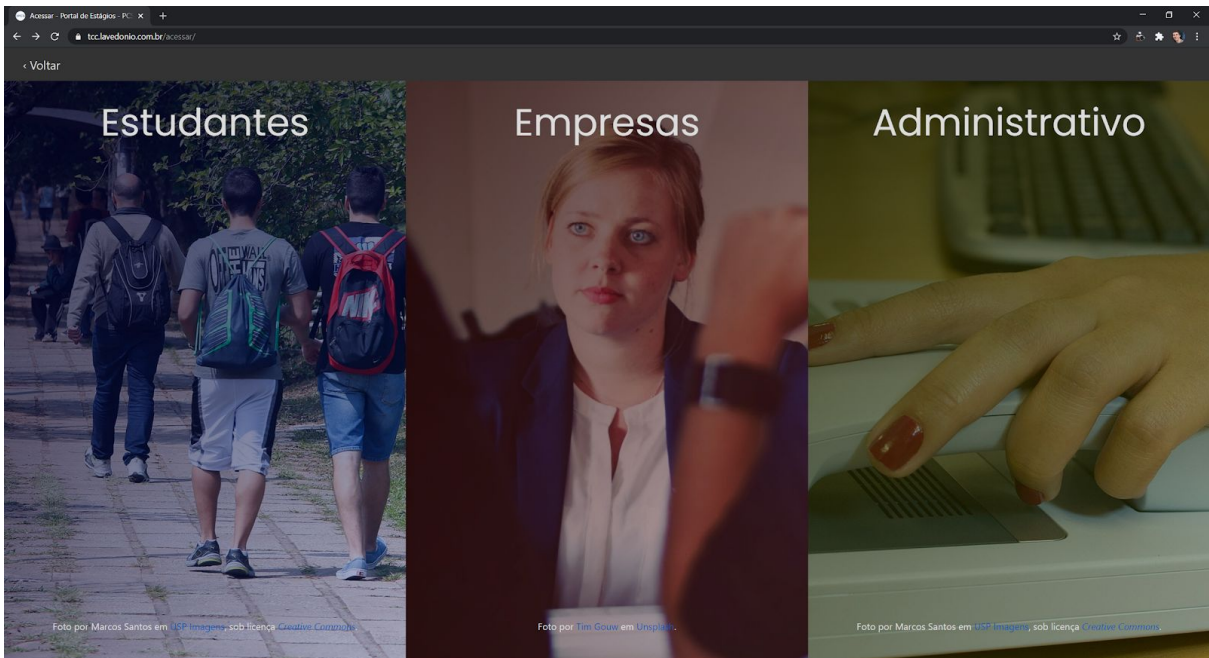 Acessar - Portal de Estágios - PC
tcc.lavedonio.com.br/acessar/
‹ Voltar
Estudantes
Empresas
Administrativo
Foto por Marcos Santos em USP Imagens, sob licença Creative Commons.
Foto por Tim Gouw em Unsplash.
Foto por Marcos Santos em USP Imagens, sob licença Creative Commons.